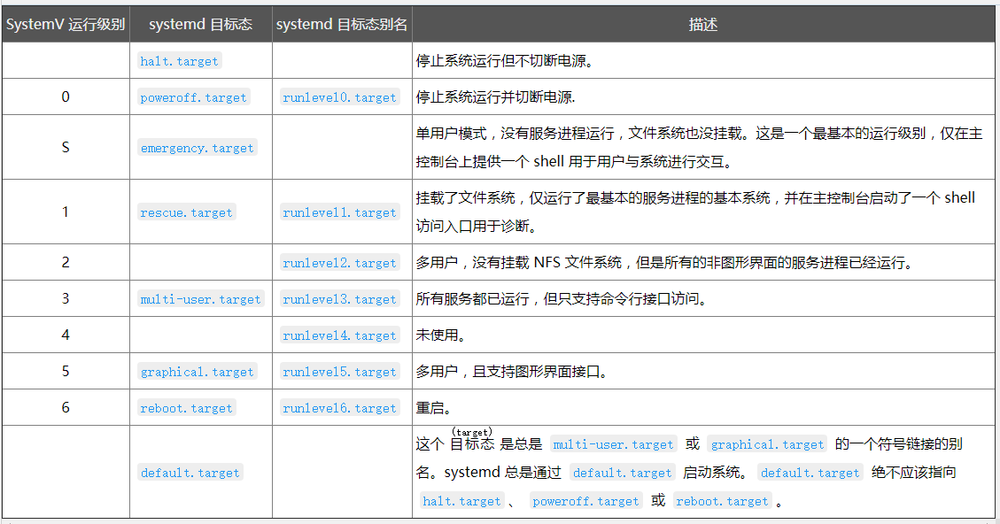 SystemV 运行级别 systemd 目标态 systemd 目标态别名 描述
halt.target 停止系统运行但不切断电源。
0 poweroff.target runlevel0.target 停止系统运行并切断电源.
S emergency.target 单用户模式，没有服务进程运行，文件系统也没挂载。这是一个最基本的运行级别，仅在主
控制台上提供一个 shell 用于用户与系统进行交互。
1 rescue.target runlevel1.target 挂载了文件系统，仅运行了最基本的服务进程的基本系统，并在主控制台启动了一个 shell
访问入口用于诊断。
2 runlevel2.target 多用户，没有挂载 NFS 文件系统，但是所有的非图形界面的服务进程已经运行。
3 multi-user.target runlevel3.target 所有服务都已运行，但只支持命令行接口访问。
4 runlevel4.target 未使用。
5 graphical.target runlevel5.target 多用户，且支持图形界面接口。
6 reboot.target runlevel6.target 重启。
(target)
default.target 这个 目标态 是总是 multi-user.target 或 graphical.target 的一个符号链接的别
名。systemd 总是通过 default.target 启动系统。 default.target 绝不应该指向
halt.target 、 poweroff.target 或 reboot.target 。